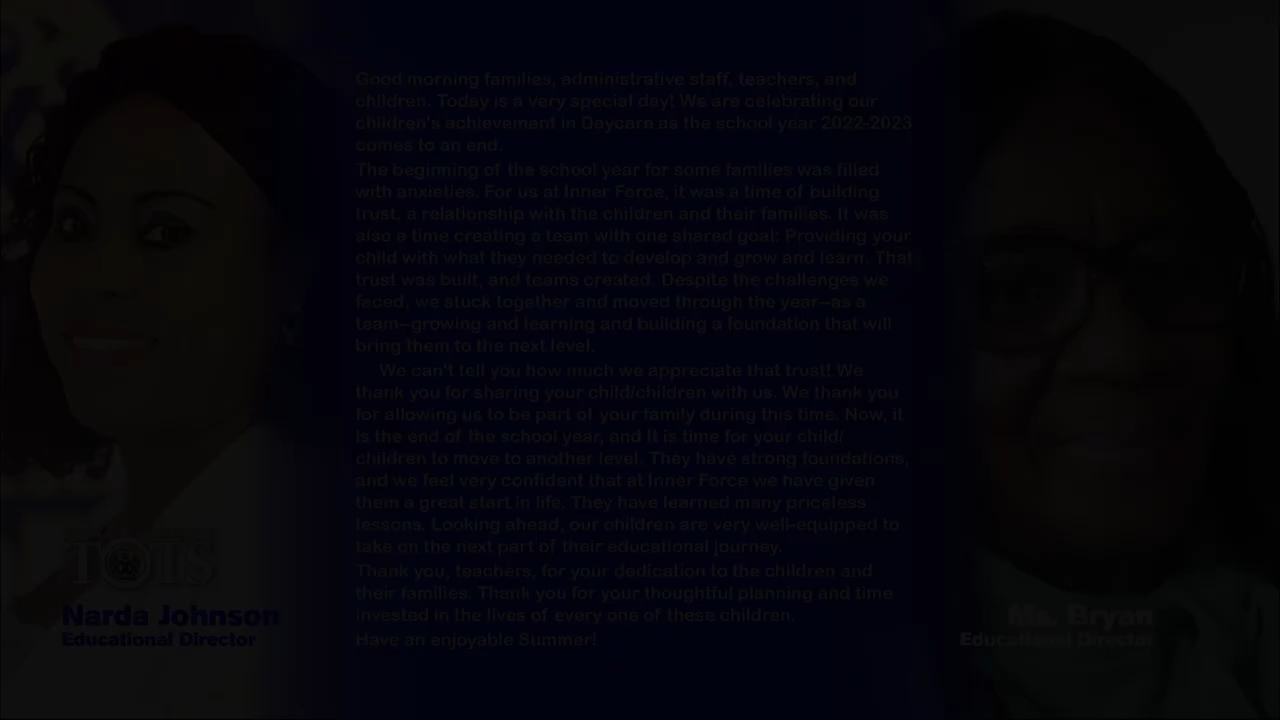 Good morning families, administrative staff, teachers, and
children. Today is a very special day! We are celebrating our
children's achievement in Daycare as the school year 2022-2023
comes to an end.
The beginning of the school year for some families was filled
with anxieties. For us at Inner Force, it was a time of building
trust, a relationship with the children and their families. It was
also a time creating a team with one shared goal: Providing your
child with what they needed to develop and grow and learn. That
trust was built, and teams created. Despite the challenges we
faced, we stuck together and moved through the year—as a
team—growing and learning and building a foundation that will
bring them to the next level.
We can't tell you how much we appreciate that trust! We
thank you for sharing your child/children with us. We thank you
for allowing us to be part of your family during this time. Now, it
is the end of the school year, and it is time for your child/
children to move to another level. They have strong foundations,
and we feel very confident that at Inner Force we have given
them a great start in life. They have learned many priceless
lessons. Looking ahead, our children are very well-equipped to
take on the next part of their educational journey.
Thank you, teachers, for your dedication to the children and
their families. Thank you for your thoughtful planning and time
invested in the lives of every one of these children.
Have an enjoyable Summer!
TOTS
Narda Johnson
Educational Director
Ms. Bryan
Educational Director